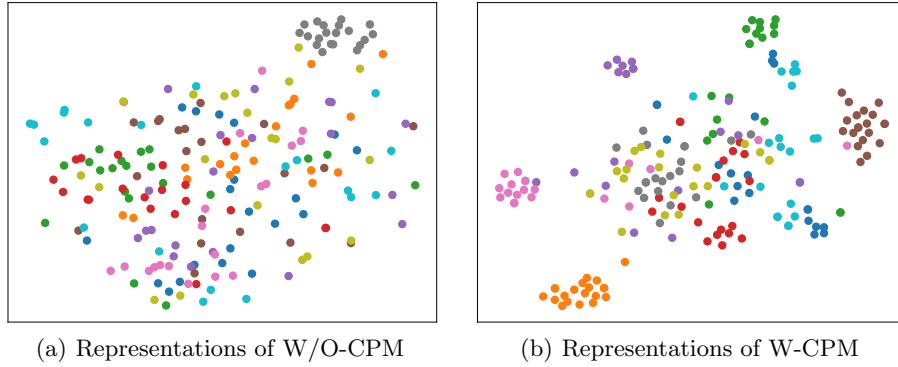 (a) Representations of W/O-CPM
(b) Representations of W-CPM